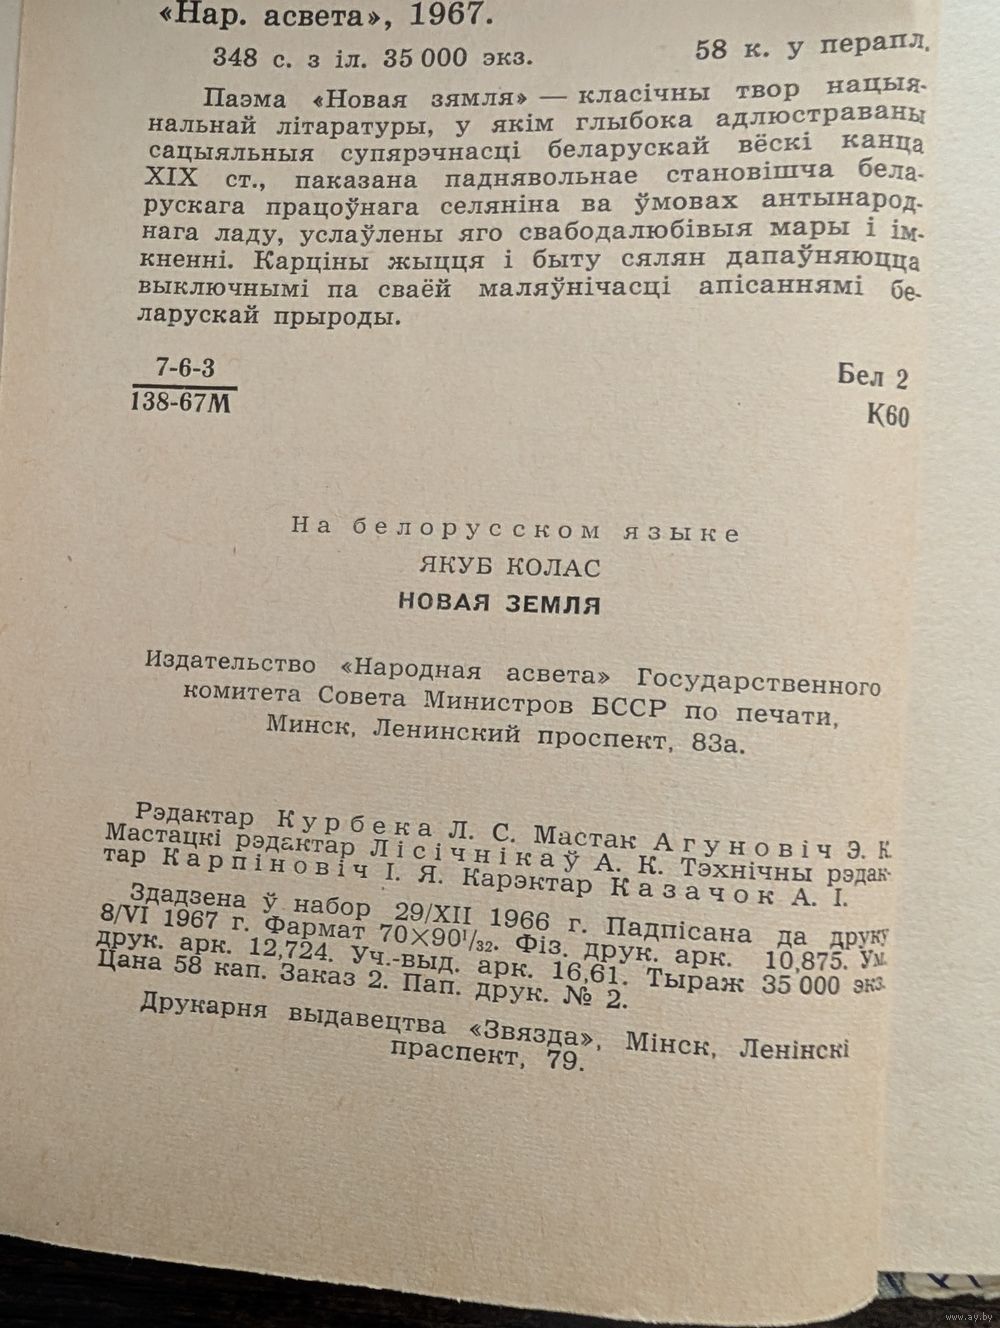 «Нар. асвета», 1967.
348 с. з іл. 35 000 экз. 58 к. у перапл.
Паэма «Новая зямля» — класічны твор нацыя-
нальнай літаратуры, у якім глыбока адлюстраваны
сацыяльныя супярэчнасці беларускай вёскі канца
XIX ст., паказана паднявольнае становішча бела-
рускага працоўнага селяніна ва ўмовах антынарод-
нага ладу, услаўлены яго свабодалюбівыя мары і ім-
кненні. Карціны жыцця і быту сялян дапаўняюцца
выключнымі па сваёй маляўнічасці апісаннямі бе-
ларускай прыроды.
7-6-3
138-67М
Бел 2
К60
На белорусском языке
ЯКУБ КОЛАС
НОВАЯ ЗЕМЛЯ
Издательство «Народная асвета» Государственного
комитета Совета Министров БССР по печати,
Минск, Ленинский проспект, 83а.
Рэдактар Курбека Л. С. Мастак Агуновіч Э. К.
Мастацкі рэдактар Лісічнікаў А. К. Тэхнічны рэдак-
тар Карпіновіч І. Я. Карэктар Казачок А. І.
Здадзена ў набор 29/XII 1966 г. Падпісана да друку
8/VI 1967 г. Фармат 70×90¹/₃₂. Фіз. друк. арк. 10,875. Ум.
друк. арк. 12,724. Уч.-выд. арк. 16,61. Тыраж 35 000 экз.
Цана 58 кап. Заказ 2. Пап. друк. № 2.
Друкарня выдавецтва «Звязда», Мінск, Ленінскі
праспект, 79.
www.ay.by